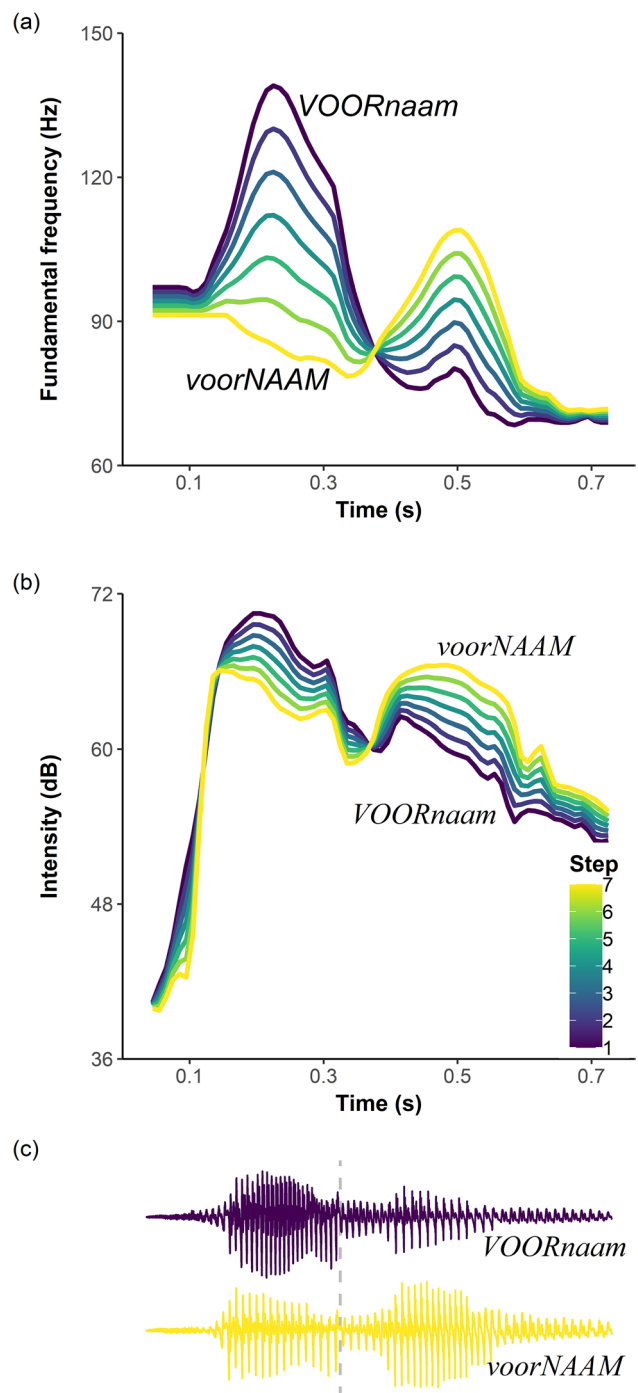 (a)
150
120
90
60
Fundamental frequency (Hz)
VOORnaam
voorNAAM
0.1 0.3 0.5 0.7
Time (s)
(b)
72
60
48
36
Intensity (dB)
voorNAAM
VOORnaam
Step
7
6
5
4
3
2
1
0.1 0.3 0.5 0.7
Time (s)
(c)
VOORnaam
voorNAAM